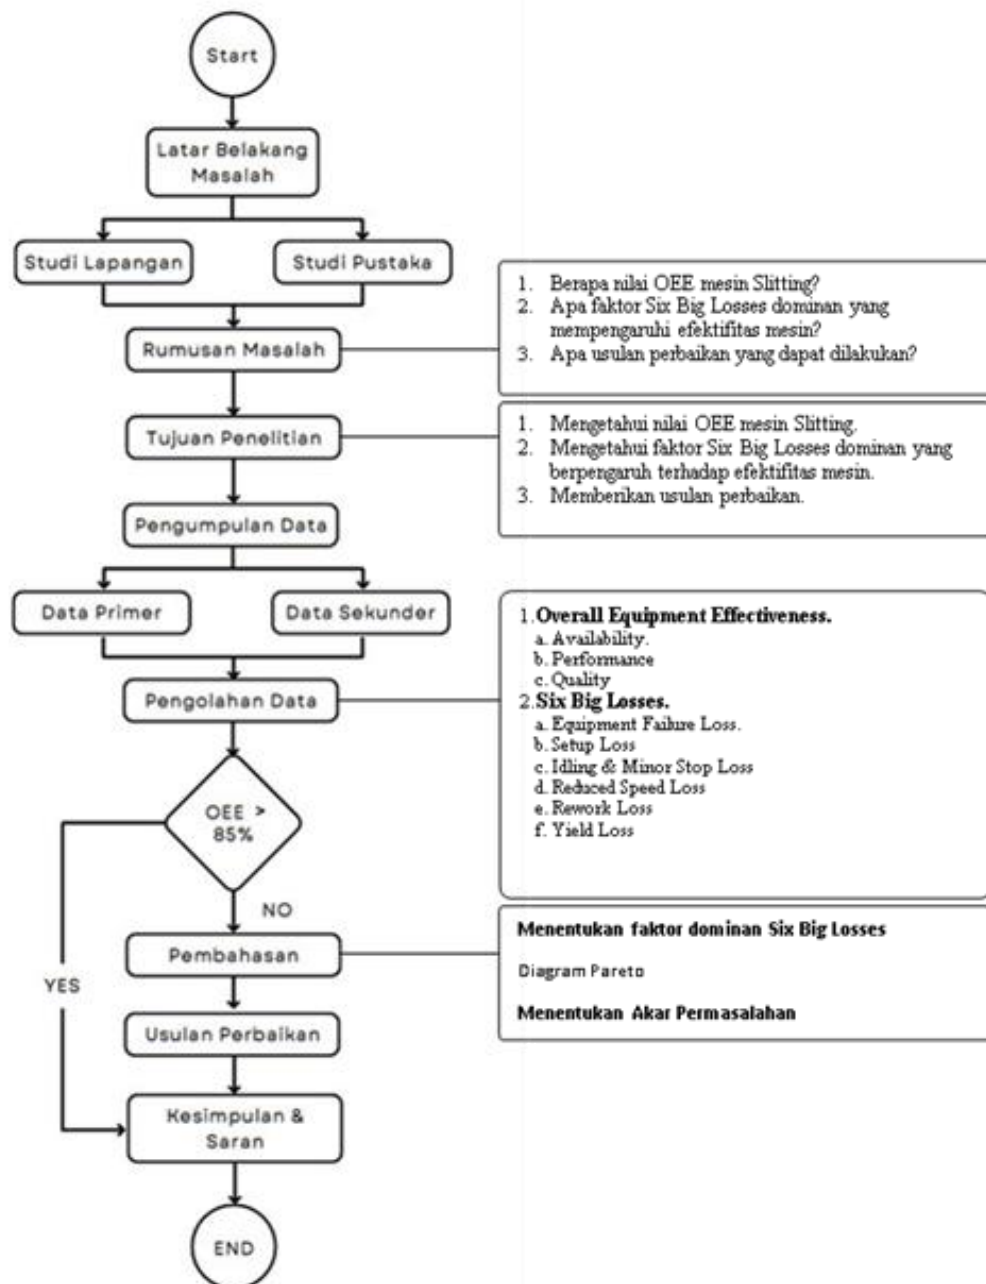 Start
Latar Belakang
Masalah
Studi Lapangan
Studi Pustaka
Rumusan Masalah
1. Berapa nilai OEE mesin Slitting?
2. Apa faktor Six Big Losses dominan yang
mempengaruhi efektifitas mesin?
3. Apa usulan perbaikan yang dapat dilakukan?
Tujuan Penelitian
1. Mengetahui nilai OEE mesin Slitting.
2. Mengetahui faktor Six Big Losses dominan yang
berpengaruh terhadap efektifitas mesin.
3. Memberikan usulan perbaikan.
Pengumpulan Data
Data Primer
Data Sekunder
Pengolahan Data
1. Overall Equipment Effectiveness.
a. Availability.
b. Performance
c. Quality
2. Six Big Losses.
a. Equipment Failure Loss.
b. Setup Loss
c. Idling & Minor Stop Loss
d. Reduced Speed Loss
e. Rework Loss
f. Yield Loss
OEE >
85%
NO
YES
Pembahasan
Menentukan faktor dominan Six Big Losses
Diagram Pareto
Menentukan Akar Permasalahan
Usulan Perbaikan
Kesimpulan &
Saran
END